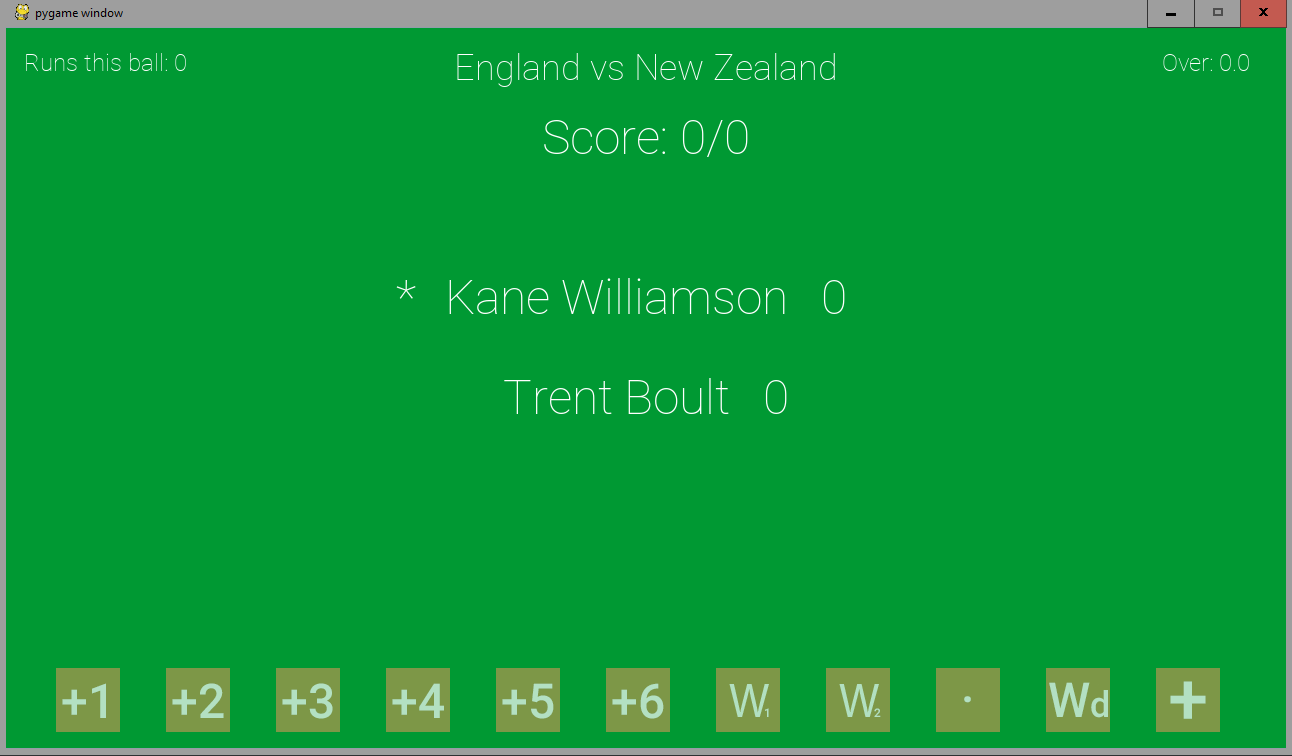 pygame window
Runs this ball: 0
England vs New Zealand
Over: 0.0
Score: 0/0
* Kane Williamson 0
Trent Boult 0
+1 +2 +3 +4 +5 +6 W1 W2 · Wd +